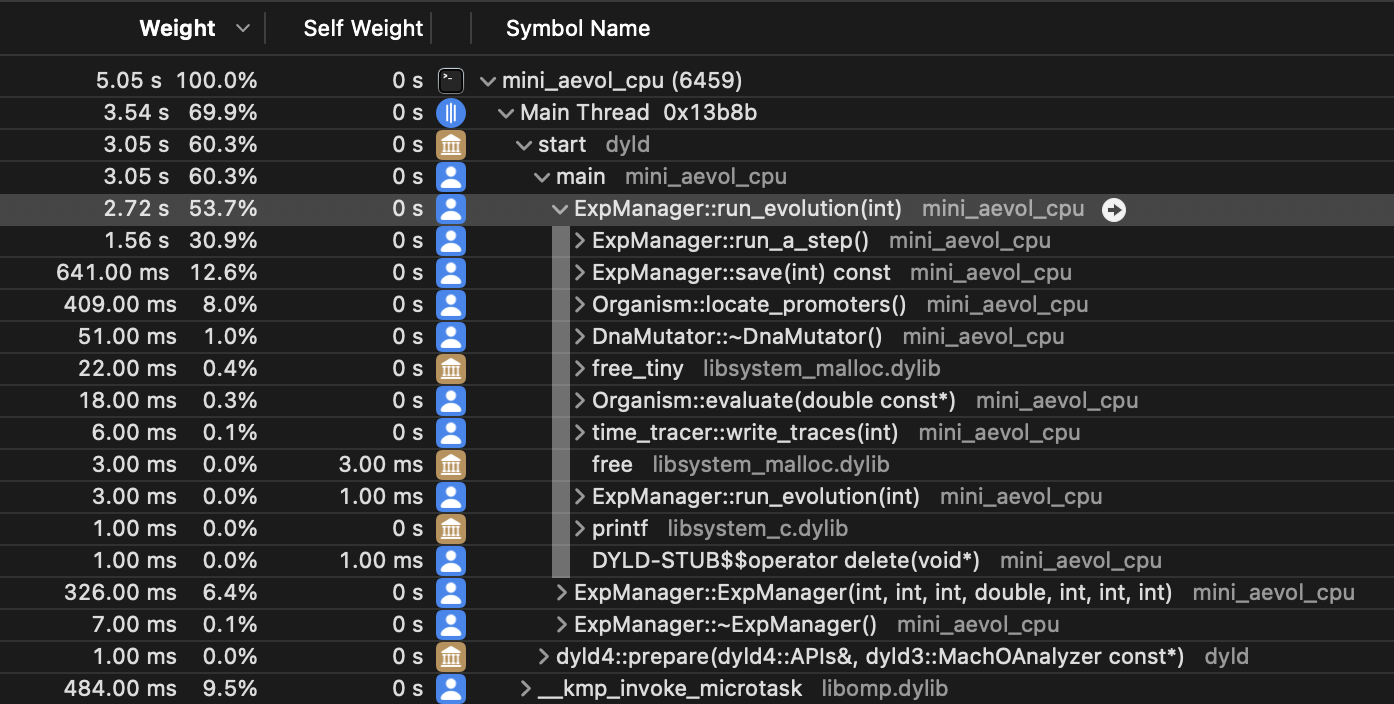 Weight Self Weight Symbol Name
5.05 s 100.0% 0 s mini_aevol_cpu (6459)
3.54 s 69.9% 0 s Main Thread 0x13b8b
3.05 s 60.3% 0 s start dyld
3.05 s 60.3% 0 s main mini_aevol_cpu
2.72 s 53.7% 0 s ExpManager::run_evolution(int) mini_aevol_cpu
1.56 s 30.9% 0 s ExpManager::run_a_step() mini_aevol_cpu
641.00 ms 12.6% 0 s ExpManager::save(int) const mini_aevol_cpu
409.00 ms 8.0% 0 s Organism::locate_promoters() mini_aevol_cpu
51.00 ms 1.0% 0 s DnaMutator::~DnaMutator() mini_aevol_cpu
22.00 ms 0.4% 0 s free_tiny libsystem_malloc.dylib
18.00 ms 0.3% 0 s Organism::evaluate(double const*) mini_aevol_cpu
6.00 ms 0.1% 0 s time_tracer::write_traces(int) mini_aevol_cpu
3.00 ms 0.0% 3.00 ms free libsystem_malloc.dylib
3.00 ms 0.0% 1.00 ms ExpManager::run_evolution(int) mini_aevol_cpu
1.00 ms 0.0% 0 s printf libsystem_c.dylib
1.00 ms 0.0% 1.00 ms DYLD-STUB$$operator delete(void*) mini_aevol_cpu
326.00 ms 6.4% 0 s ExpManager::ExpManager(int, int, int, double, int, int, int) mini_aevol_cpu
7.00 ms 0.1% 0 s ExpManager::~ExpManager() mini_aevol_cpu
1.00 ms 0.0% 0 s dyld4::prepare(dyld4::APIs&, dyld3::MachOAnalyzer const*) dyld
484.00 ms 9.5% 0 s __kmp_invoke_microtask libomp.dylib